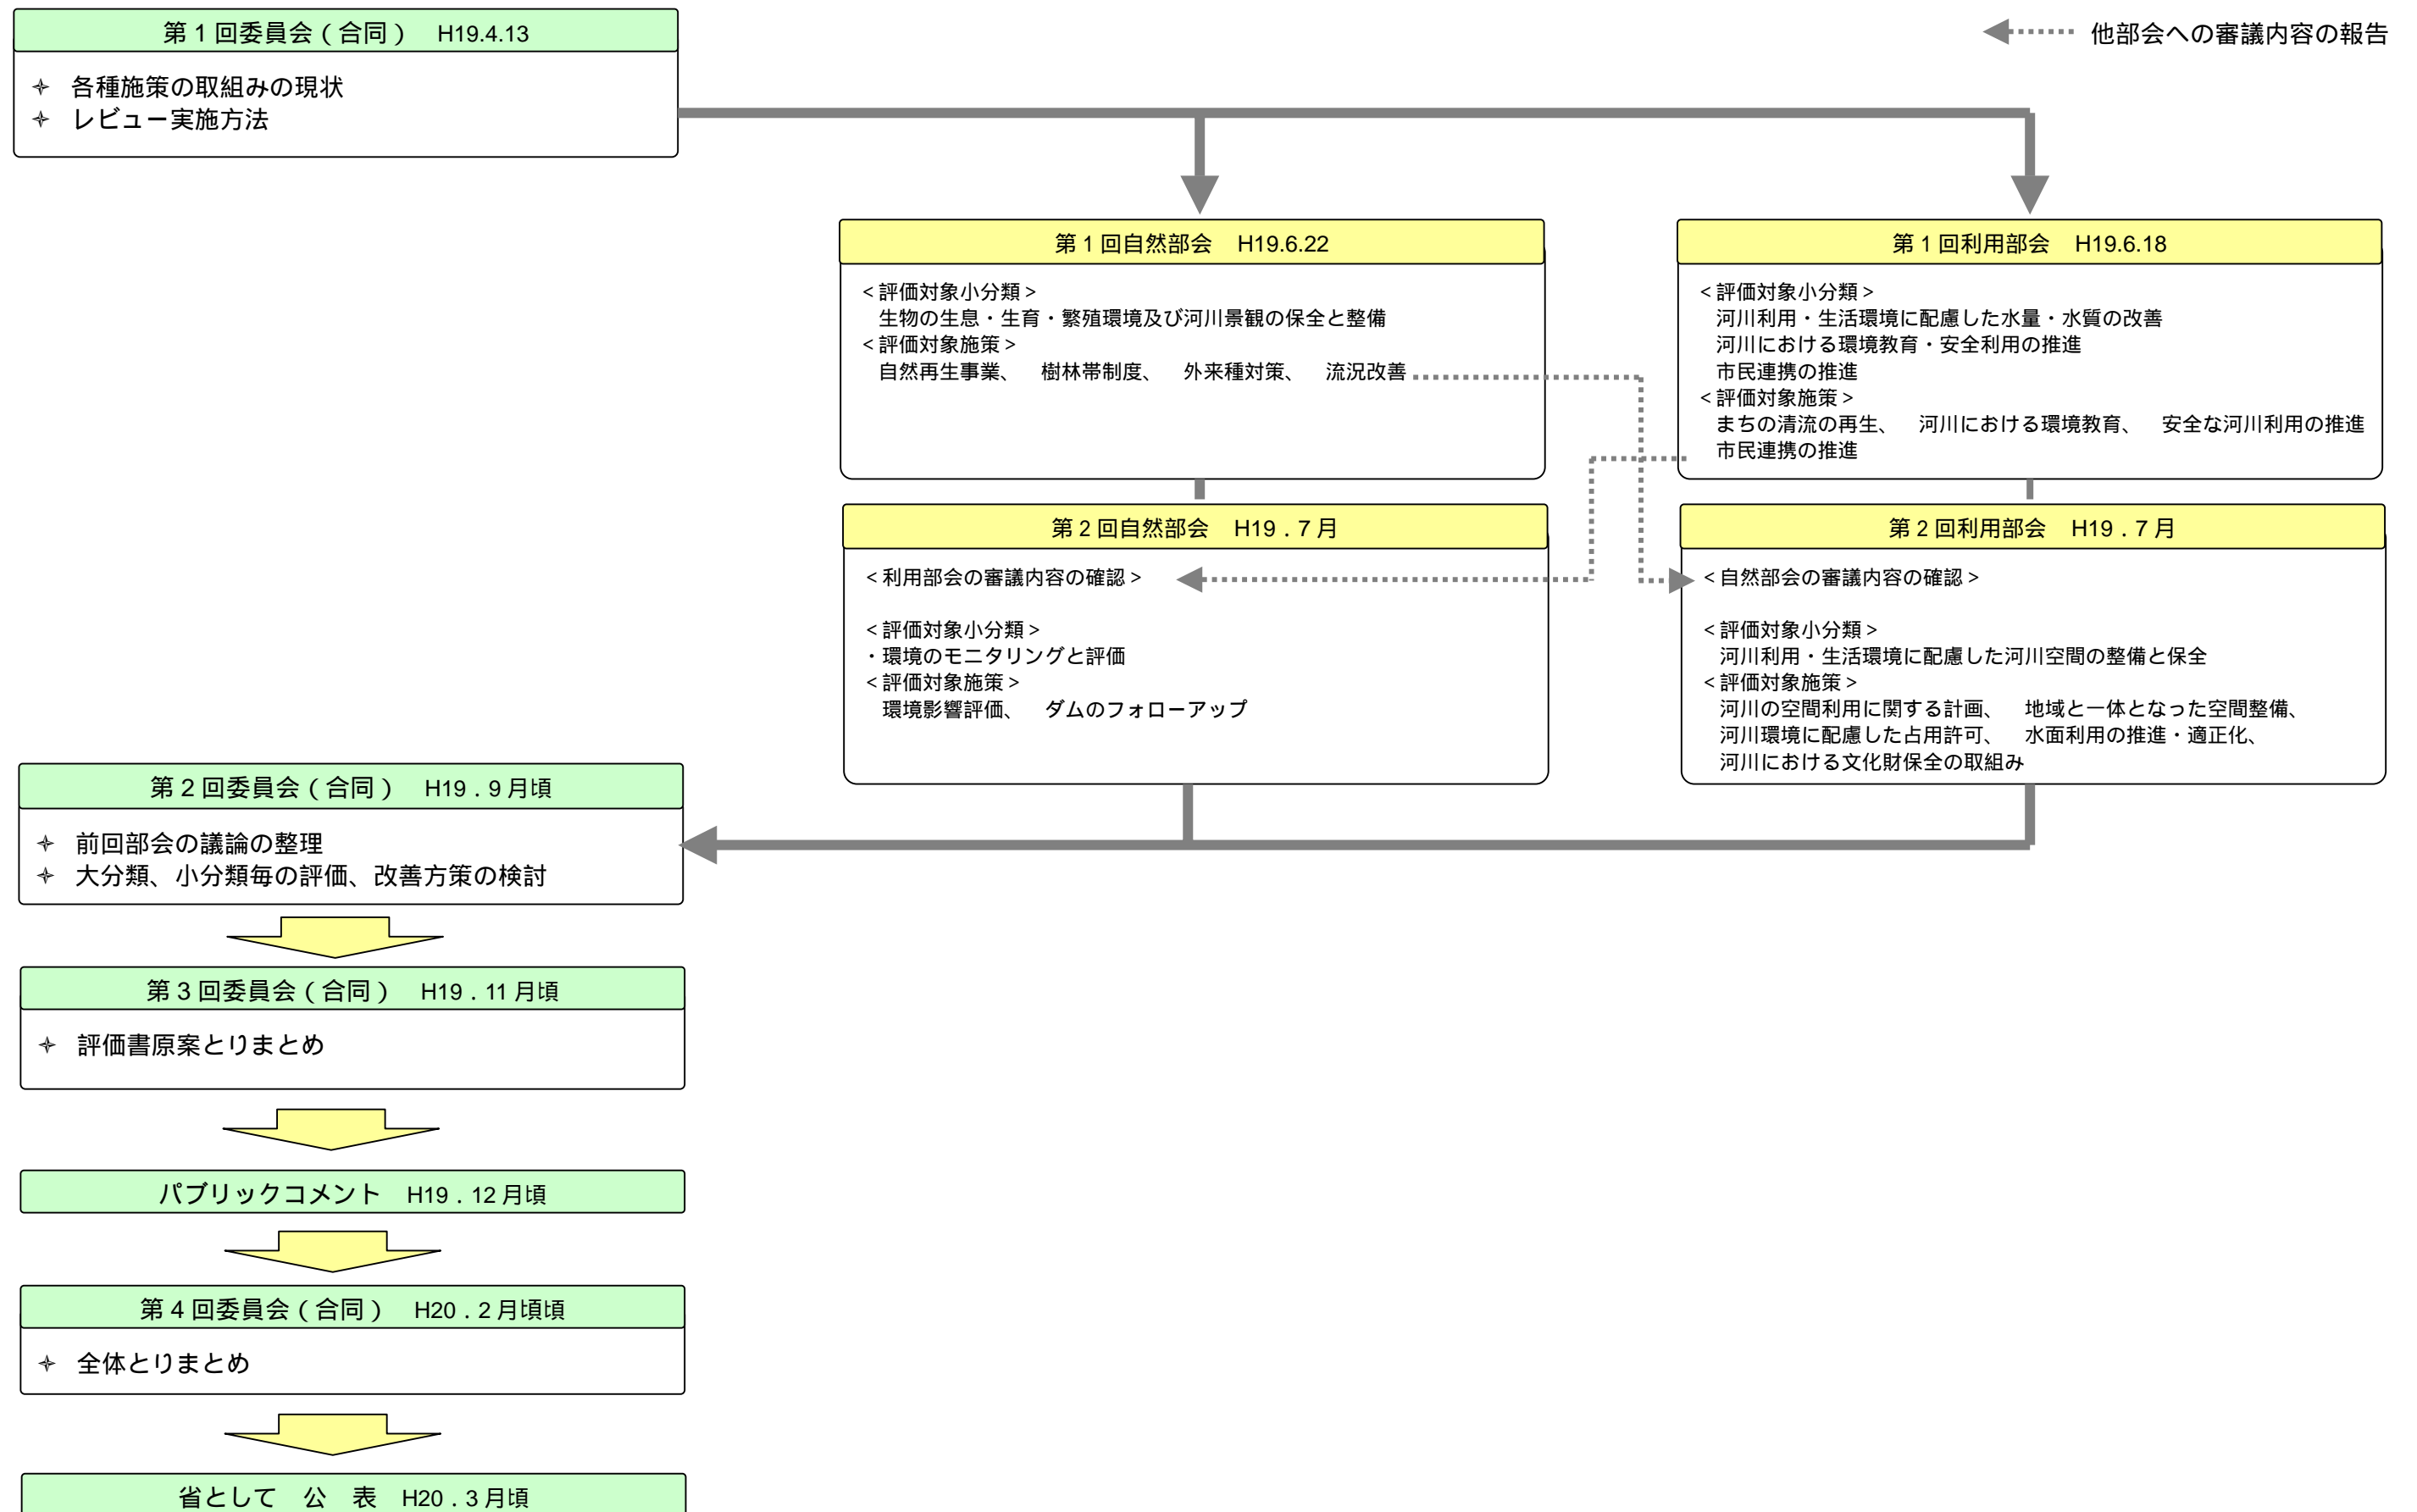 第1回委員会(合同) H19.4.13
各種施策の取組みの現状
レビュー実施方法
他部会への審議内容の報告
第1回自然部会 H19.6.22
<評価対象小分類>
生物の生息・生育・繁殖環境及び河川景観の保全と整備
<評価対象施策>
自然再生事業、 樹林帯制度、 外来種対策、 流況改善
第1回利用部会 H19.6.18
<評価対象小分類>
河川利用・生活環境に配慮した水量・水質の改善
河川における環境教育・安全利用の推進
市民連携の推進
<評価対象施策>
まちの清流の再生、 河川における環境教育、 安全な河川利用の推進
市民連携の推進
第2回自然部会 H19.7月
<利用部会の審議内容の確認>
<評価対象小分類>
・環境のモニタリングと評価
<評価対象施策>
環境影響評価、 ダムのフォローアップ
第2回利用部会 H19.7月
<自然部会の審議内容の確認>
<評価対象小分類>
河川利用・生活環境に配慮した河川空間の整備と保全
<評価対象施策>
河川の空間利用に関する計画、 地域と一体となった空間整備、
河川環境に配慮した占用許可、 水面利用の推進・適正化、
河川における文化財保全の取組み
第2回委員会(合同) H19.9月頃
前回部会の議論の整理
大分類、小分類毎の評価、改善方策の検討
第3回委員会(合同) H19.11月頃
評価書原案とりまとめ
パブリックコメント H19.12月頃
第4回委員会(合同) H20.2月頃頃
全体とりまとめ
省として 公 表 H20.3月頃